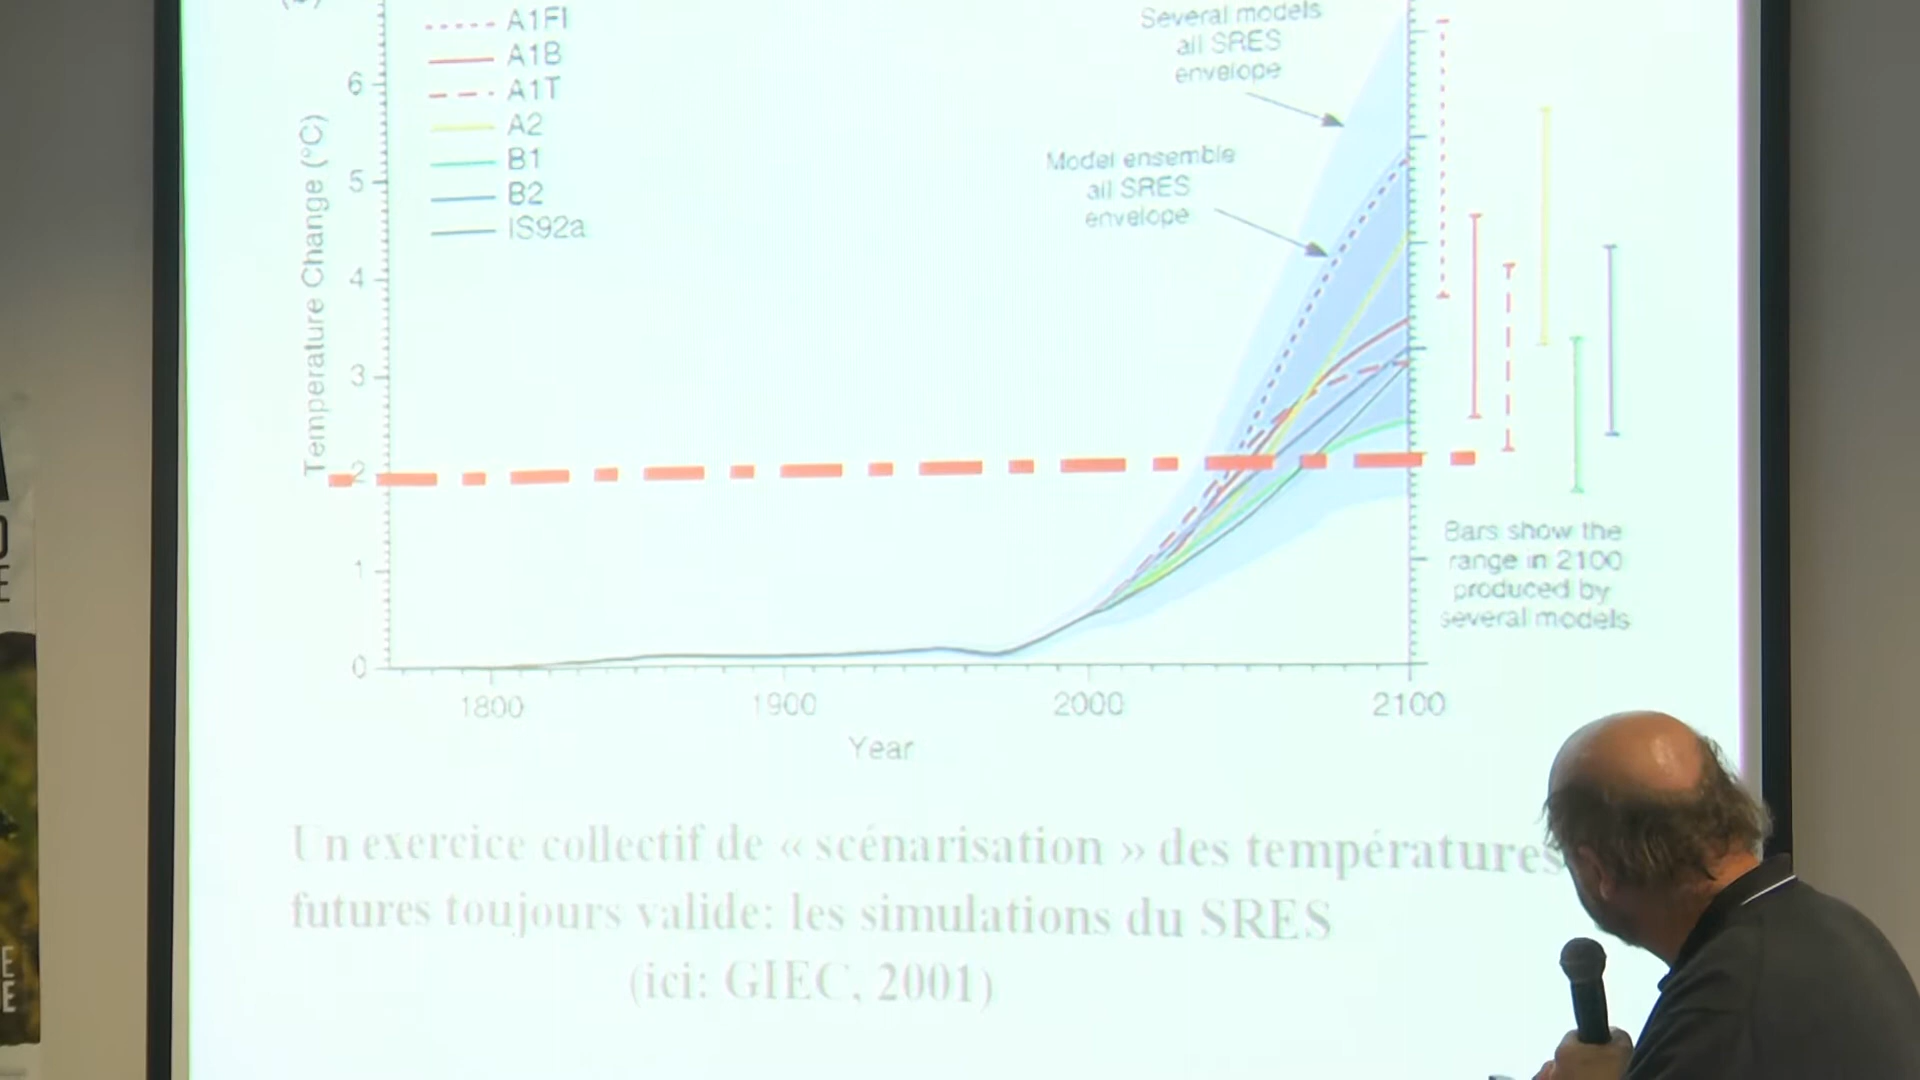 A1FI
A1B
A1T
A2
B1
B2
IS92a
Several models
all SRES
envelope
Model ensemble
all SRES
envelope
Temperature Change (°C)
6
5
4
3
2
1
0
1800
1900
2000
2100
Year
Bars show the
range in 2100
produced by
several models
Un exercice collectif de « scénarisation » des températures
futures toujours valide: les simulations du SRES
(ici: GIEC, 2001)